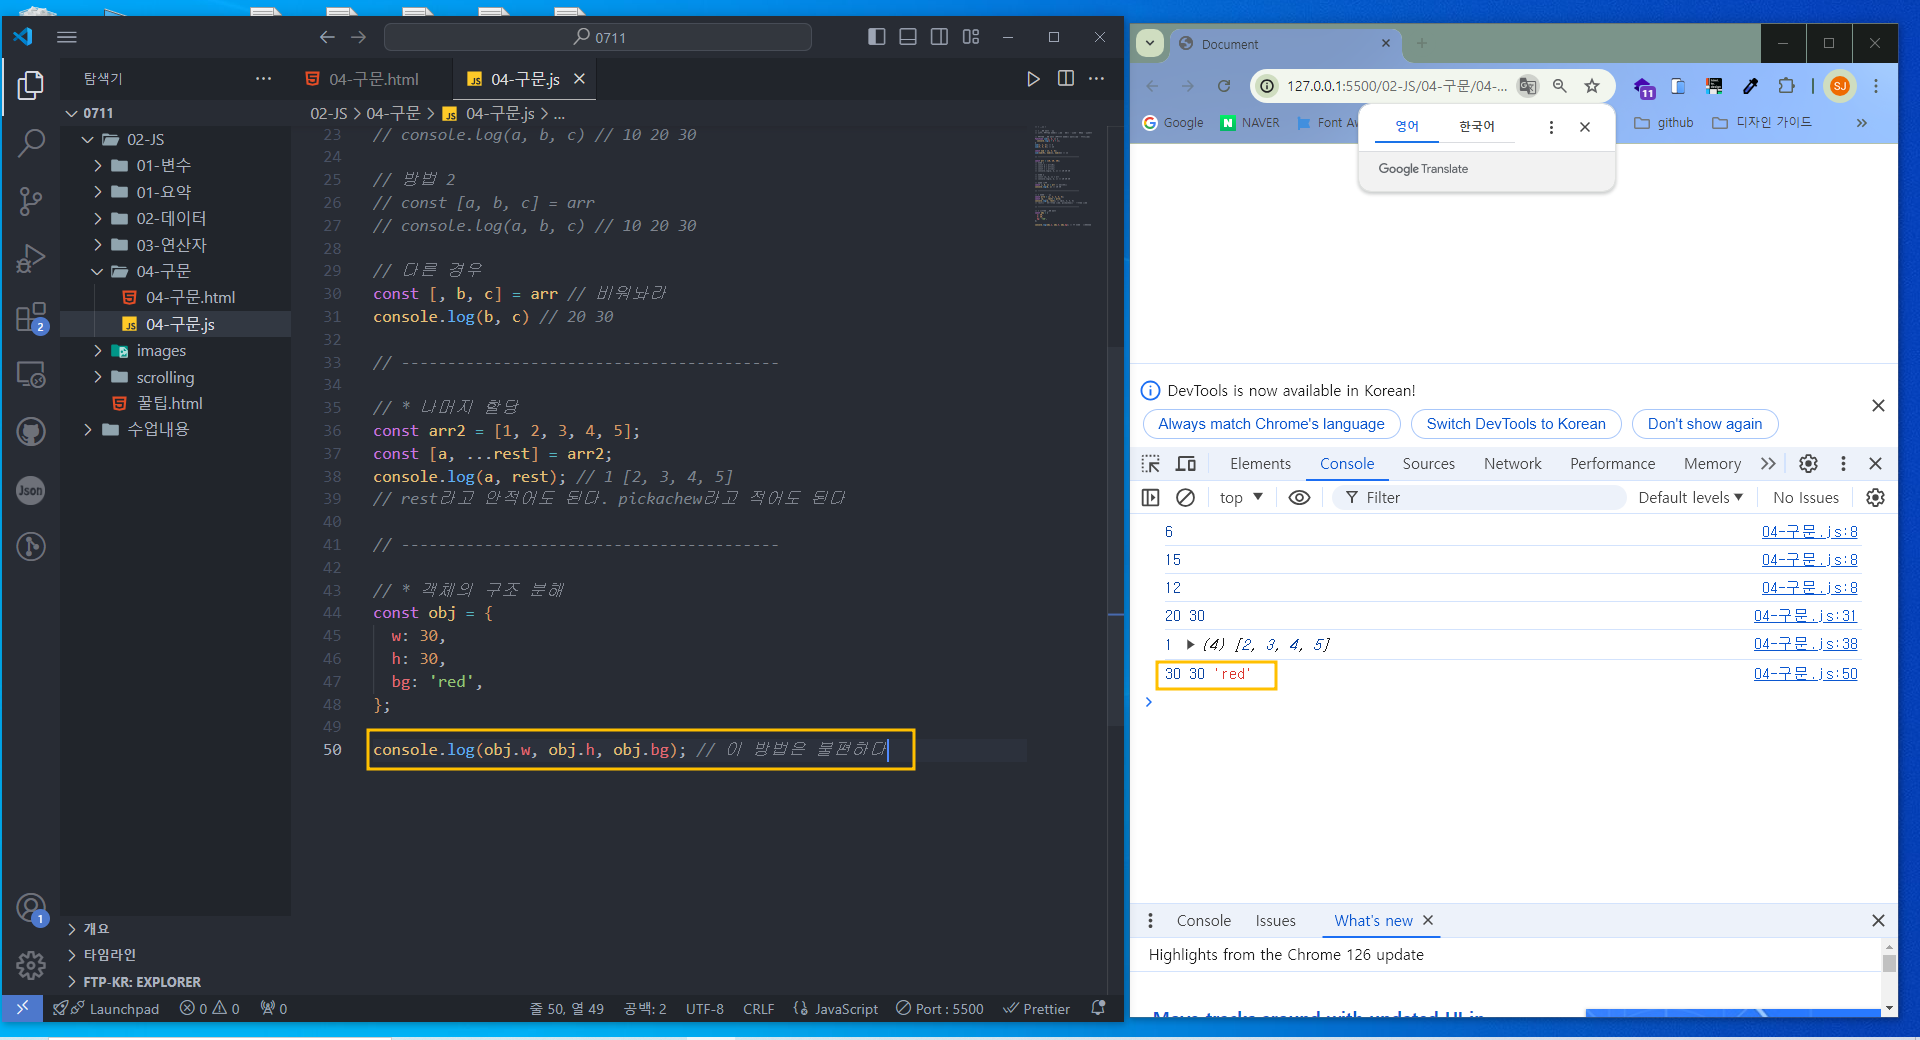 0711
탐색기
04-구문.html
04-구문.js
0711
02-JS
01-변수
01-요약
02-데이터
03-연산자
04-구문
04-구문.html
04-구문.js
images
scrolling
꿀팁.html
수업내용
개요
타임라인
FTP-KR: EXPLORER
02-JS > 04-구문 > 04-구문.js > ...
23 // console.log(a, b, c) // 10 20 30
24
25 // 방법 2
26 // const [a, b, c] = arr
27 // console.log(a, b, c) // 10 20 30
28
29 // 다른 경우
30 const [, b, c] = arr // 비워놔라
31 console.log(b, c) // 20 30
32
33 // -----------------------------------------
34
35 // * 나머지 할당
36 const arr2 = [1, 2, 3, 4, 5];
37 const [a, ...rest] = arr2;
38 console.log(a, rest); // 1 [2, 3, 4, 5]
39 // rest라고 안적어도 된다. pickachew라고 적어도 된다
40
41 // -----------------------------------------
42
43 // * 객체의 구조 분해
44 const obj = {
45 w: 30,
46 h: 30,
47 bg: 'red',
48 };
49
50 console.log(obj.w, obj.h, obj.bg); // 이 방법은 불편하다
2
Json
1
Launchpad
0 0
0
줄 50, 열 49
공백: 2
UTF-8
CRLF
JavaScript
Port : 5500
Prettier
Document
127.0.0.1:5500/02-JS/04-구문/04-...
11
SJ
Google
NAVER
Font Aw
github
디자인 가이드
영어
한국어
Google Translate
DevTools is now available in Korean!
Always match Chrome's language
Switch DevTools to Korean
Don't show again
Elements
Console
Sources
Network
Performance
Memory
top
Filter
Default levels
No Issues
6 04-구문.js:8
15 04-구문.js:8
12 04-구문.js:8
20 30 04-구문.js:31
1 (4) [2, 3, 4, 5] 04-구문.js:38
30 30 'red' 04-구문.js:50
Console
Issues
What's new
Highlights from the Chrome 126 update